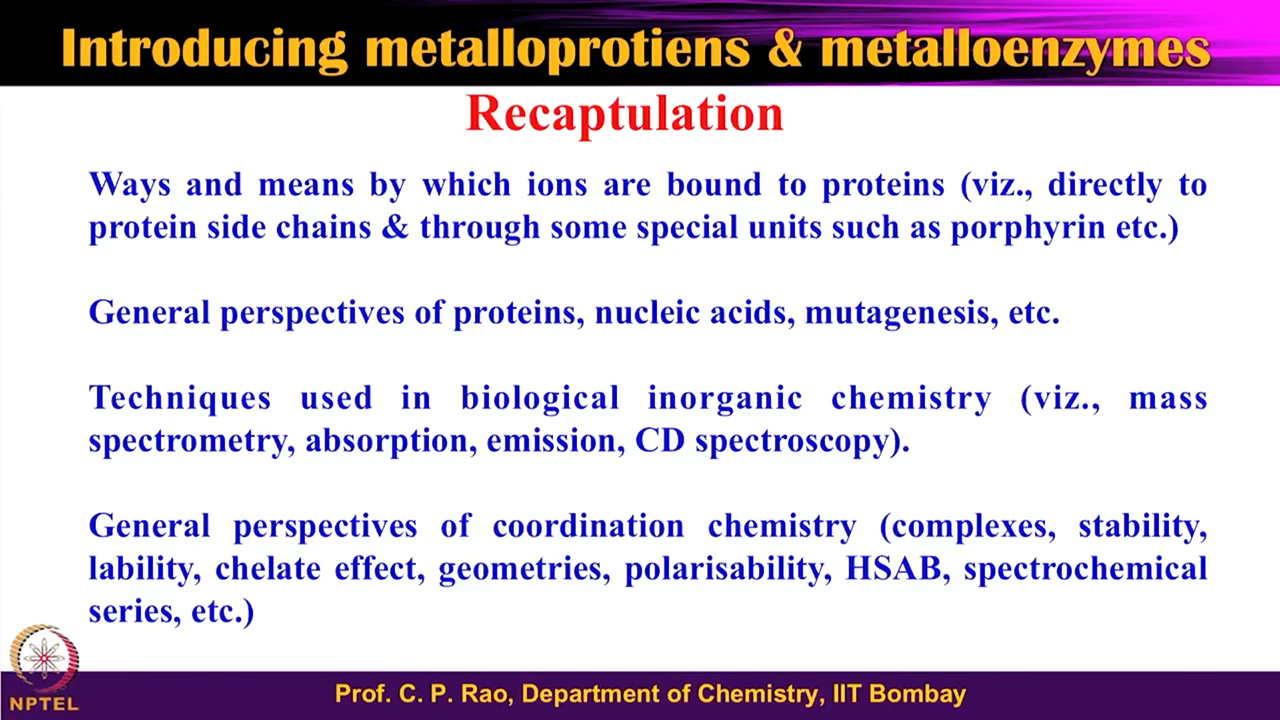 Introducing metalloprotiens & metalloenzymes
Recaptulation
Ways and means by which ions are bound to proteins (viz., directly to
protein side chains & through some special units such as porphyrin etc.)
General perspectives of proteins, nucleic acids, mutagenesis, etc.
Techniques used in biological inorganic chemistry (viz., mass
spectrometry, absorption, emission, CD spectroscopy).
General perspectives of coordination chemistry (complexes, stability,
lability, chelate effect, geometries, polarisability, HSAB, spectrochemical
series, etc.)
NPTEL
Prof. C. P. Rao, Department of Chemistry, IIT Bombay